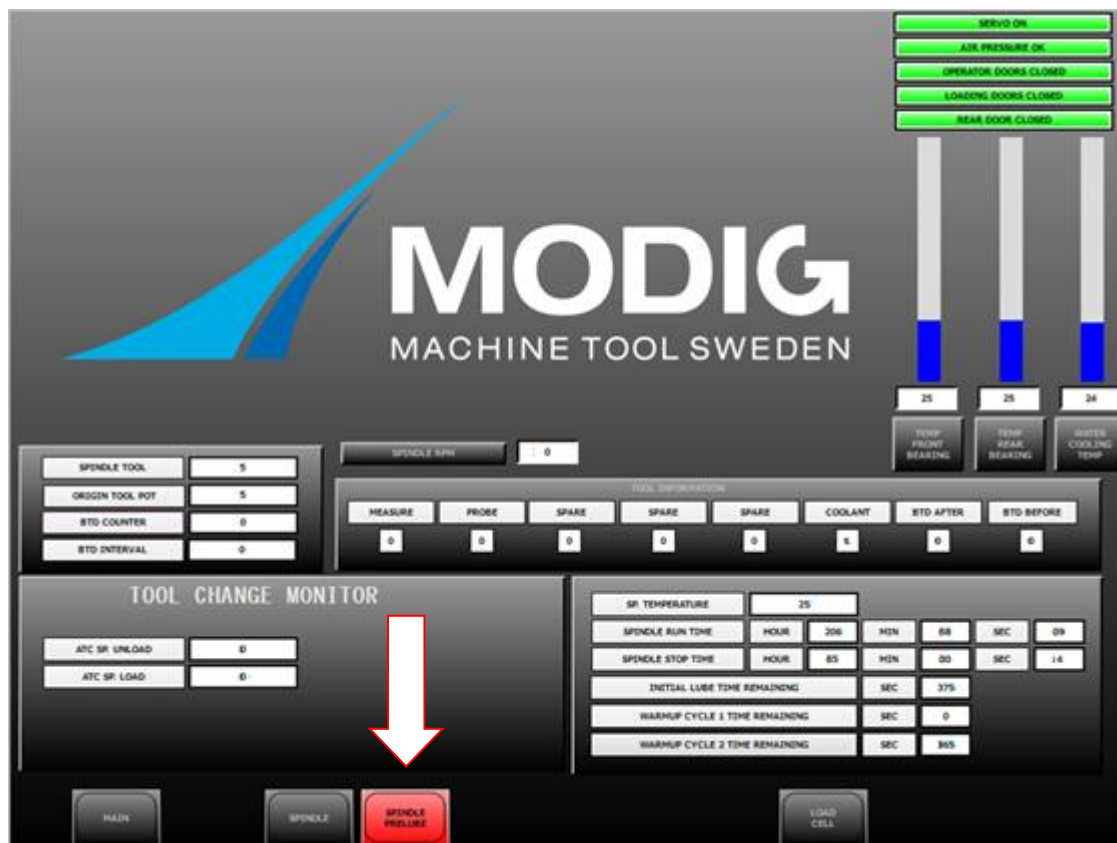 SERVO ON
AIR PRESSURE OK
OPERATOR DOORS CLOSED
LOADING DOORS CLOSED
REAR DOOR CLOSED
MODIG
MACHINE TOOL SWEDEN
25 25 24
TEMP FRONT BEARING
TEMP REAR BEARING
WATER COOLING TEMP
SPINDLE RPM 0
SPINDLE TOOL 5
ORIGIN TOOL POT 5
BTD COUNTER 0
BTD INTERVAL 0
TOOL INFORMATION
MEASURE PROBE SPARE SPARE SPARE COOLANT BTD AFTER BTD BEFORE
0 0 0 0 0 0 0
TOOL CHANGE MONITOR
ATC SP. UNLOAD 0
ATC SP. LOAD 0
SP. TEMPERATURE 25
SPINDLE RUN TIME HOUR 206 MIN SEC 09
SPINDLE STOP TIME HOUR 85 MIN SEC
INITIAL LUBE TIME REMAINING SEC 375
WARMUP CYCLE 1 TIME REMAINING SEC 0
WARMUP CYCLE 2 TIME REMAINING SEC
MAIN
SPINDLE
SPINDLE PRELUBE
LOAD CELL